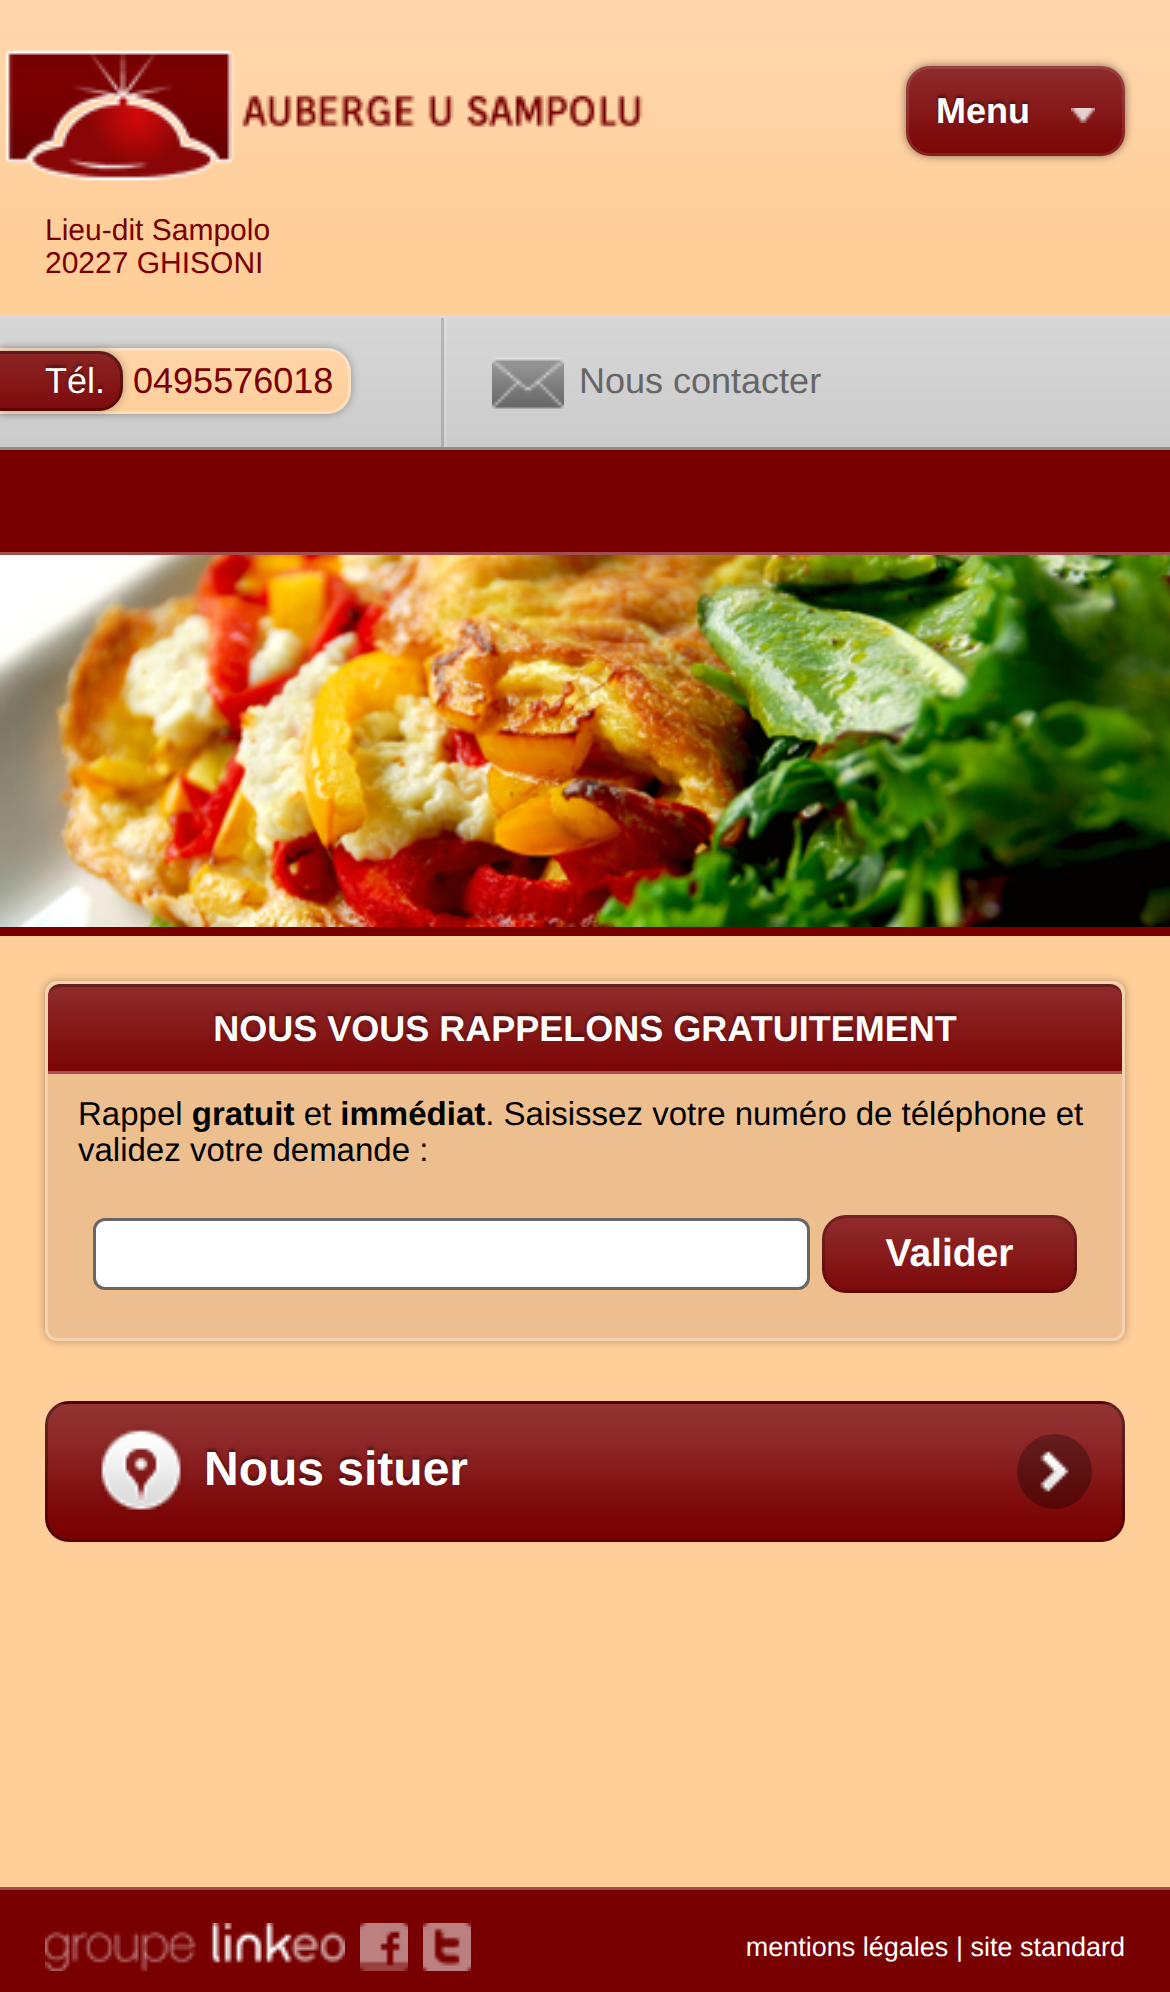 AUBERGE U SAMPOLU
Menu
Lieu-dit Sampolo
20227 GHISONI
Tél. 0495576018
Nous contacter
NOUS VOUS RAPPELONS GRATUITEMENT
Rappel gratuit et immédiat. Saisissez votre numéro de téléphone et
validez votre demande :
Valider
Nous situer
groupe linkeo
mentions légales | site standard